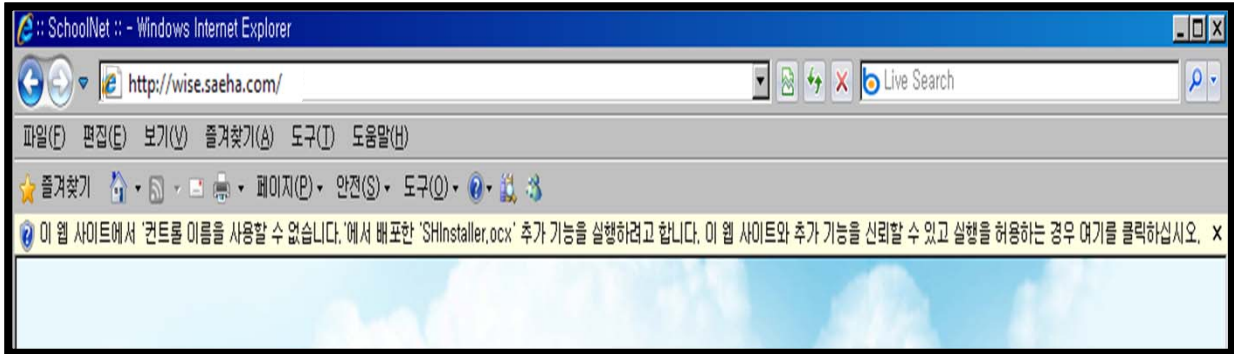 :: SchoolNet :: - Windows Internet Explorer
http://wise.saeha.com/
Live Search
파일(F) 편집(E) 보기(V) 즐겨찾기(A) 도구(T) 도움말(H)
즐겨찾기 페이지(P) 안전(S) 도구(O)
이 웹 사이트에서 '컨트롤 이름을 사용할 수 없습니다.'에서 배포한 'SHInstaller.ocx' 추가 기능을 실행하려고 합니다. 이 웹 사이트와 추가 기능을 신뢰할 수 있고 실행을 허용하는 경우 여기를 클릭하십시오.